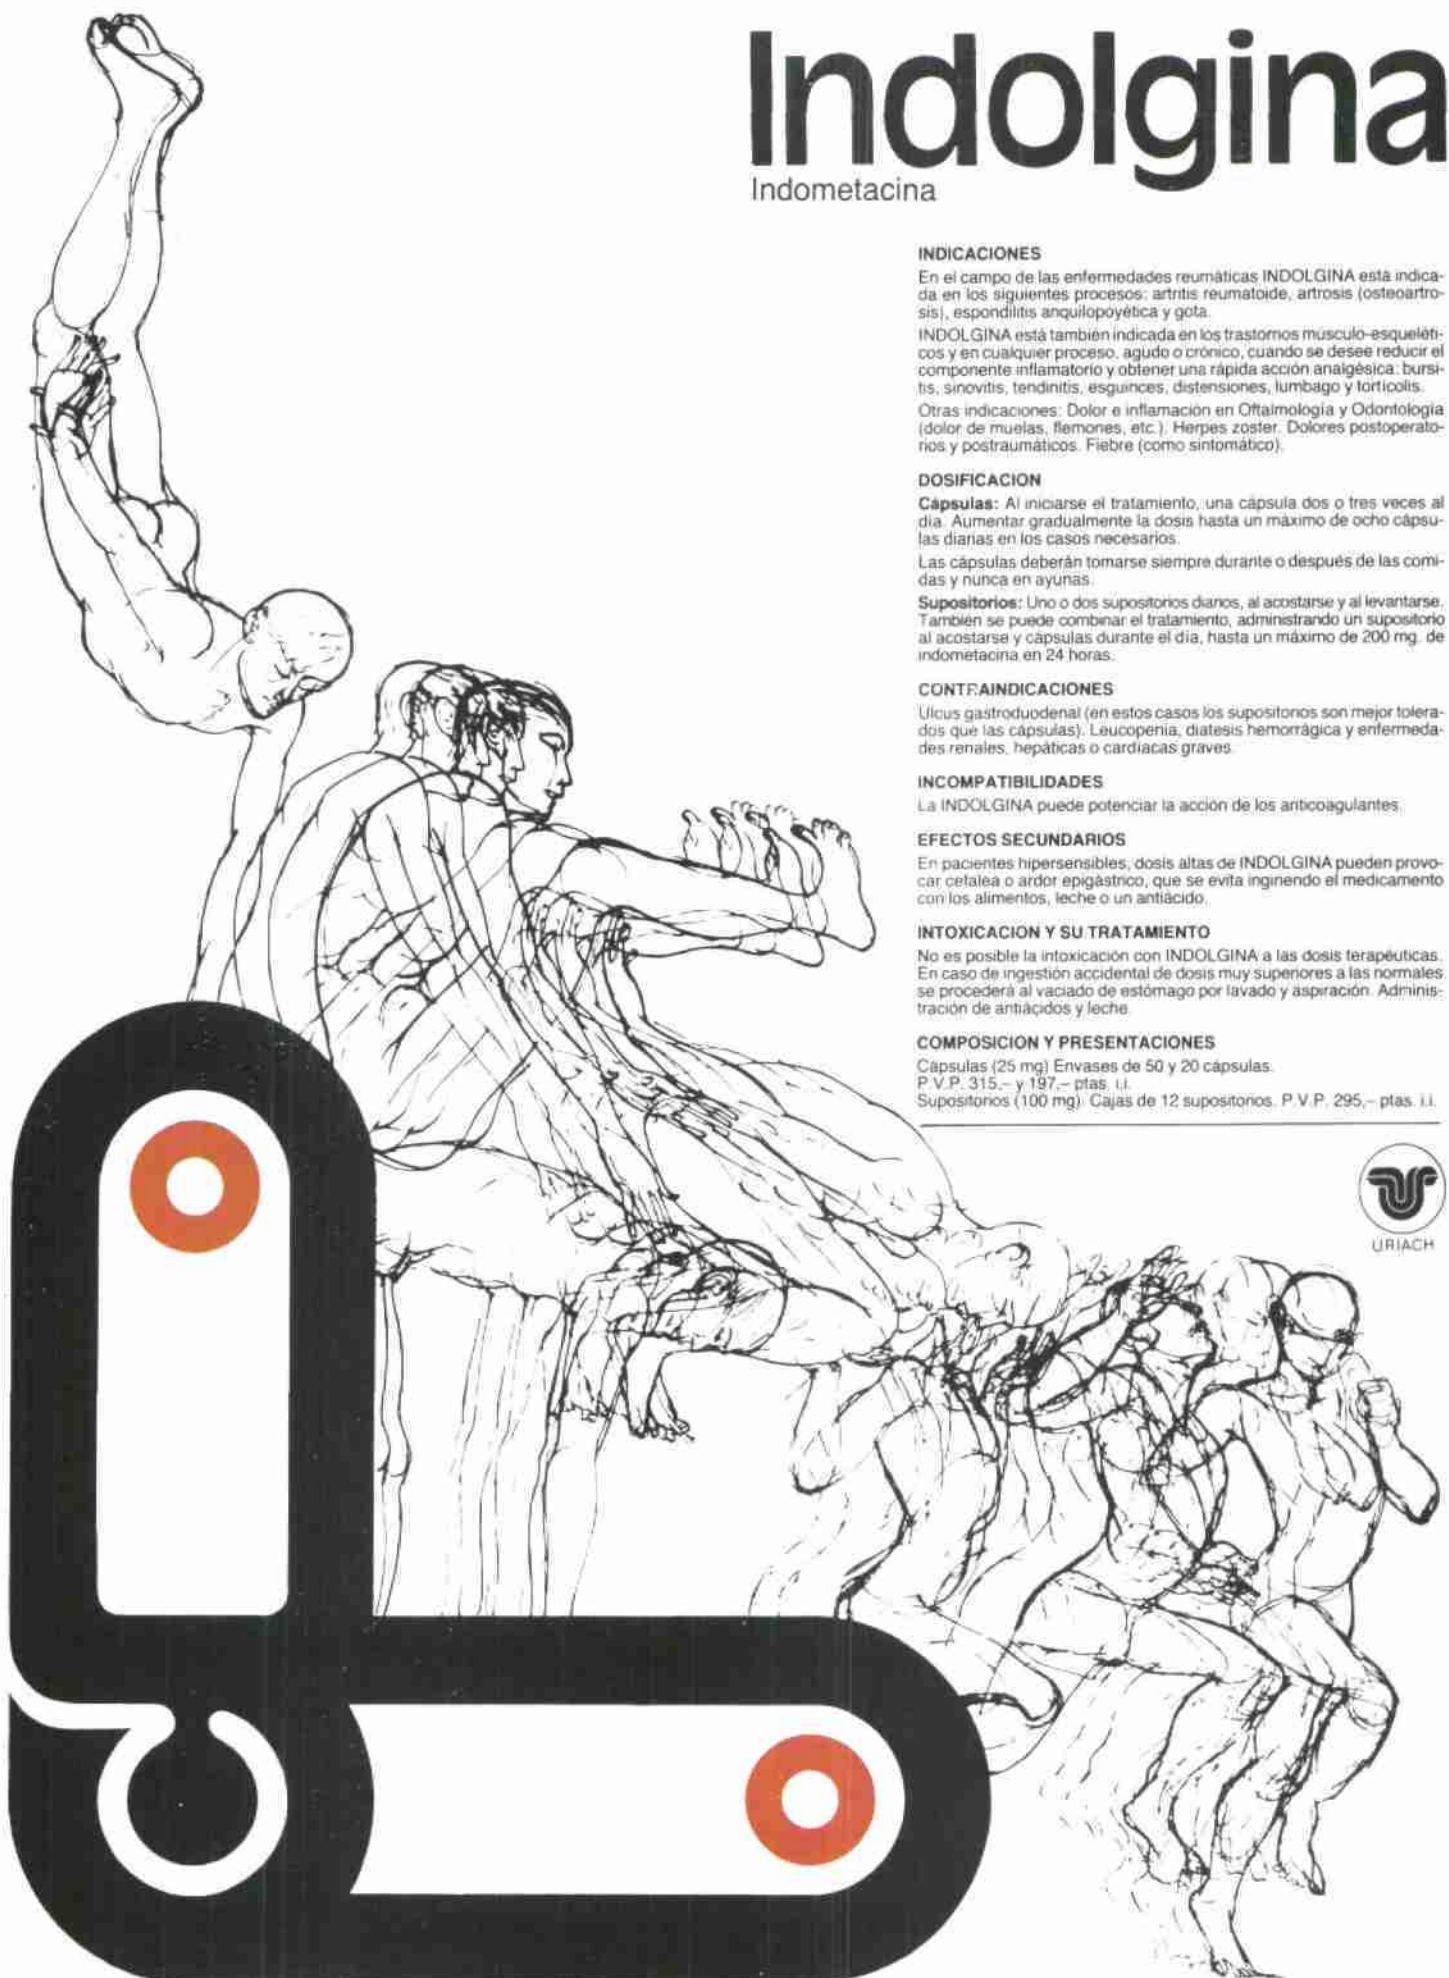 Indolgina
Indometacina
INDICACIONES
En el campo de las enfermedades reumáticas INDOLGINA está indica-
da en los siguientes procesos: artritis reumatoide, artrosis (osteoartro-
sis), espondilitis anquilopoyética y gota.
INDOLGINA está también indicada en los trastornos músculo-esqueléti-
cos y en cualquier proceso, agudo o crónico, cuando se desee reducir el
componente inflamatorio y obtener una rápida acción analgésica: bursi-
tis, sinovitis, tendinitis, esguinces, distensiones, lumbago y tortícolis.
Otras indicaciones: Dolor e inflamación en Oftalmología y Odontología
(dolor de muelas, flemones, etc.). Herpes zoster. Dolores postoperato-
rios y postraumáticos. Fiebre (como sintomático).
DOSIFICACION
Cápsulas: Al iniciarse el tratamiento, una cápsula dos o tres veces al
día. Aumentar gradualmente la dosis hasta un máximo de ocho cápsu-
las diarias en los casos necesarios.
Las cápsulas deberán tomarse siempre durante o después de las comi-
das y nunca en ayunas.
Supositorios: Uno o dos supositorios diarios, al acostarse y al levantarse.
También se puede combinar el tratamiento, administrando un supositorio
al acostarse y cápsulas durante el día, hasta un máximo de 200 mg. de
indometacina en 24 horas.
CONTRAINDICACIONES
Ulcus gastroduodenal (en estos casos los supositorios son mejor tolera-
dos que las cápsulas). Leucopenia, diatesis hemorrágica y enfermeda-
des renales, hepáticas o cardíacas graves.
INCOMPATIBILIDADES
La INDOLGINA puede potenciar la acción de los anticoagulantes.
EFECTOS SECUNDARIOS
En pacientes hipersensibles, dosis altas de INDOLGINA pueden provo-
car cefalea o ardor epigástrico, que se evita inginendo el medicamento
con los alimentos, leche o un antiácido.
INTOXICACION Y SU TRATAMIENTO
No es posible la intoxicación con INDOLGINA a las dosis terapéuticas.
En caso de ingestión accidental de dosis muy superiores a las normales
se procederá al vaciado de estómago por lavado y aspiración. Adminis-
tración de antiácidos y leche.
COMPOSICION Y PRESENTACIONES
Cápsulas (25 mg) Envases de 50 y 20 cápsulas.
P.V.P. 315,– y 197,– ptas. i.i.
Supositorios (100 mg). Cajas de 12 supositorios. P.V.P. 295,– ptas. i.i.
URIACH